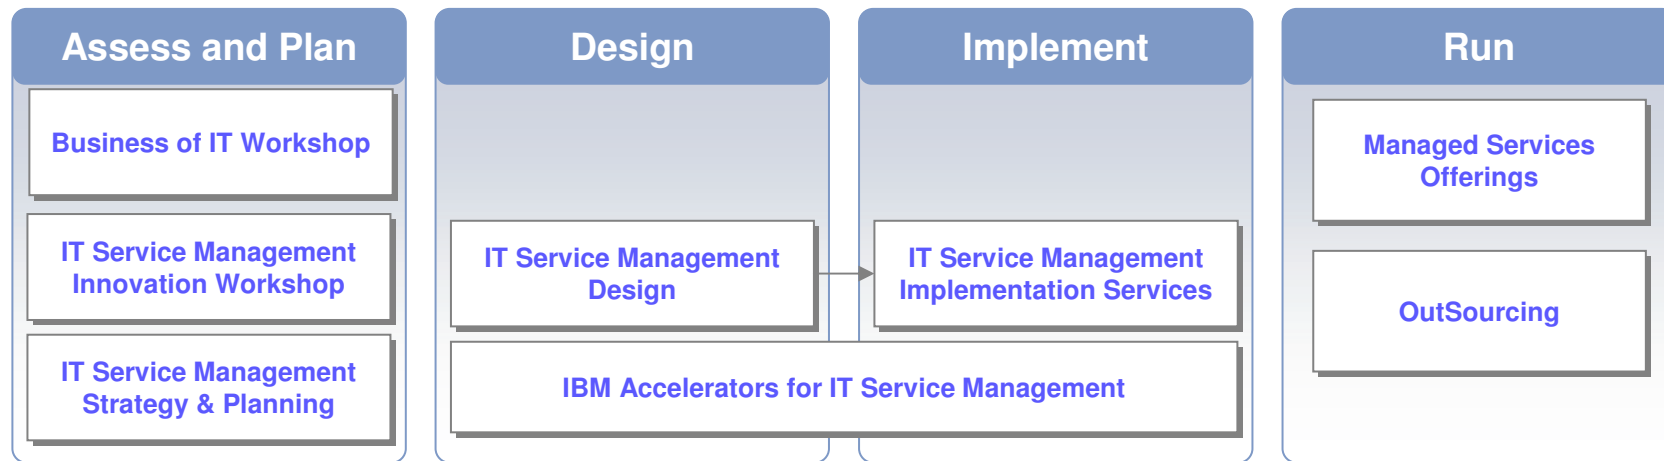 Assess and Plan
Business of IT Workshop
IT Service Management
Innovation Workshop
IT Service Management
Strategy & Planning
Design
IT Service Management
Design
Implement
IT Service Management
Implementation Services
IBM Accelerators for IT Service Management
Run
Managed Services
Offerings
OutSourcing